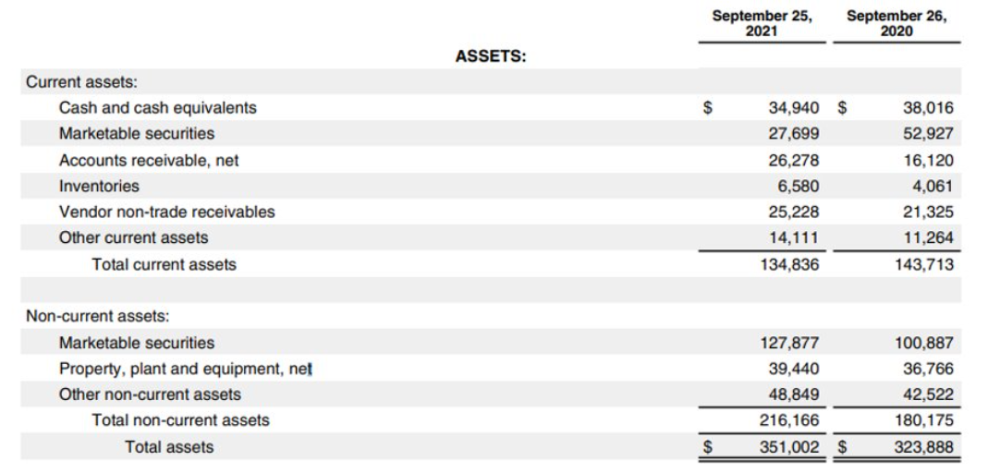 September 25, 2021 September 26, 2020
ASSETS:
Current assets:
Cash and cash equivalents $ 34,940 $ 38,016
Marketable securities 27,699 52,927
Accounts receivable, net 26,278 16,120
Inventories 6,580 4,061
Vendor non-trade receivables 25,228 21,325
Other current assets 14,111 11,264
Total current assets 134,836 143,713
Non-current assets:
Marketable securities 127,877 100,887
Property, plant and equipment, net 39,440 36,766
Other non-current assets 48,849 42,522
Total non-current assets 216,166 180,175
Total assets $ 351,002 $ 323,888